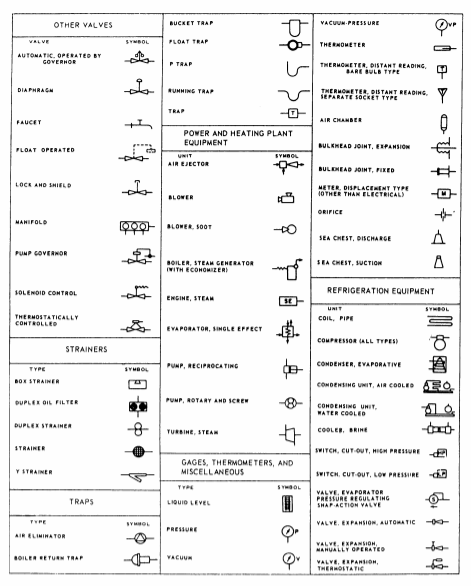 OTHER VALVES
VALVE SYMBOL
AUTOMATIC, OPERATED BY
GOVERNOR
DIAPHRAGM
FAUCET
FLOAT OPERATED
LOCK AND SHIELD
MANIFOLD
PUMP GOVERNOR
SOLENOID CONTROL
THERMOSTATICALLY
CONTROLLED
STRAINERS
TYPE SYMBOL
BOX STRAINER
DUPLEX OIL FILTER
DUPLEX STRAINER
STRAINER
Y STRAINER
TRAPS
TYPE SYMBOL
AIR ELIMINATOR
BOILER RETURN TRAP
BUCKET TRAP
FLOAT TRAP
P TRAP
RUNNING TRAP
TRAP T
POWER AND HEATING PLANT
EQUIPMENT
UNIT SYMBOL
AIR EJECTOR
BLOWER
BLOWER, SOOT
BOILER, STEAM GENERATOR
(WITH ECONOMIZER)
ENGINE, STEAM SE
EVAPORATOR, SINGLE EFFECT
PUMP, RECIPROCATING
PUMP, ROTARY AND SCREW
TURBINE, STEAM
GAGES, THERMOMETERS, AND
MISCELLANEOUS
TYPE SYMBOL
LIQUID LEVEL
PRESSURE P
VACUUM V
VACUUM-PRESSURE VP
THERMOMETER
THERMOMETER, DISTANT READING,
BARE BULB TYPE T
THERMOMETER, DISTANT READING,
SEPARATE SOCKET TYPE
AIR CHAMBER
BULKHEAD JOINT, EXPANSION
BULKHEAD JOINT, FIXED
METER, DISPLACEMENT TYPE
(OTHER THAN ELECTRICAL) M
ORIFICE
SEA CHEST, DISCHARGE
SEA CHEST, SUCTION
REFRIGERATION EQUIPMENT
UNIT SYMBOL
COIL, PIPE
COMPRESSOR (ALL TYPES)
CONDENSER, EVAPORATIVE
CONDENSING UNIT, AIR COOLED
CONDENSING UNIT,
WATER COOLED
COOLER, BRINE
SWITCH, CUT-OUT, HIGH PRESSURE
SWITCH, CUT-OUT, LOW PRESSURE
VALVE, EVAPORATOR
PRESSURE REGULATING
SNAP-ACTION VALVE S
VALVE, EXPANSION, AUTOMATIC
VALVE, EXPANSION,
MANUALLY OPERATED
VALVE, EXPANSION,
THERMOSTATIC